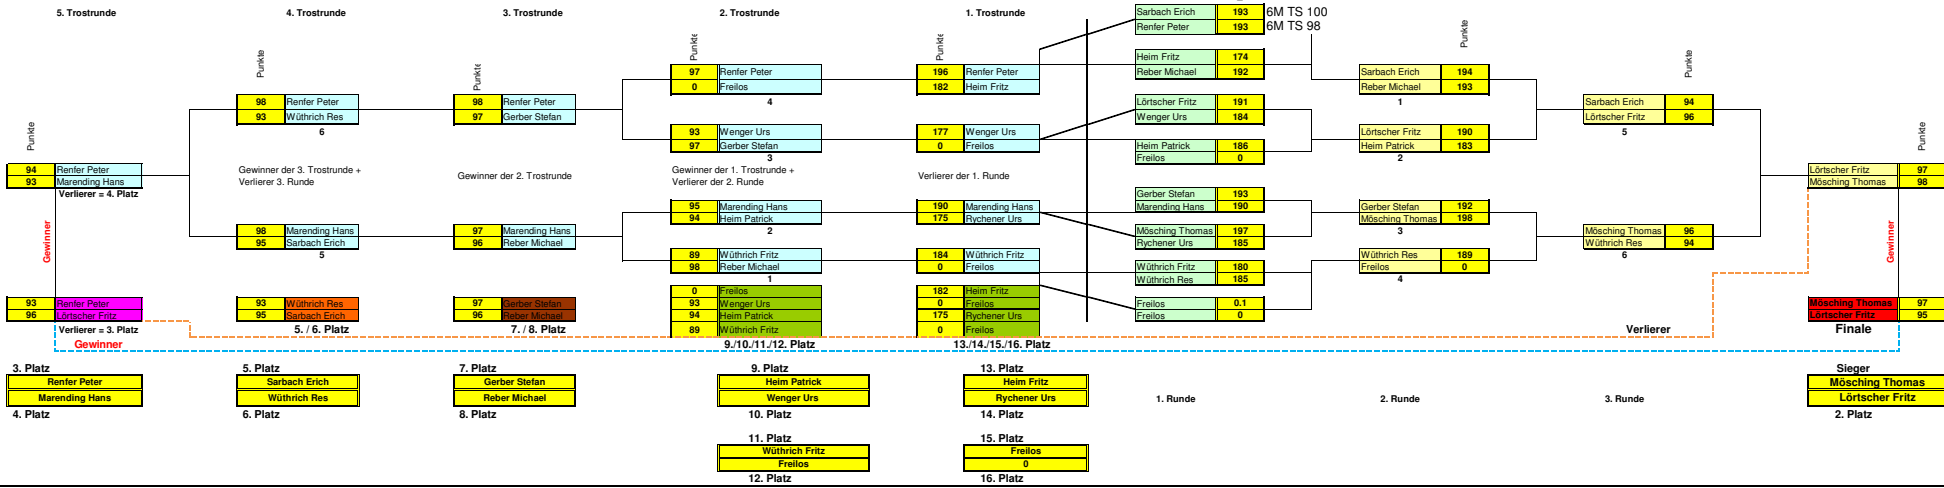 5. Trostrunde
4. Trostrunde
3. Trostrunde
2. Trostrunde
1. Trostrunde
Punkte
94 Renfer Peter
93 Marending Hans
Verlierer = 4. Platz
Gewinner
93 Renfer Peter
96 Lörtscher Fritz
Verlierer = 3. Platz
Gewinner
3. Platz
Renfer Peter
Marending Hans
4. Platz
Punkte
98 Renfer Peter
93 Wüthrich Res
6
Gewinner der 3. Trostrunde +
Verlierer 3. Runde
98 Marending Hans
95 Sarbach Erich
5
93 Wüthrich Res
95 Sarbach Erich
5. / 6. Platz
5. Platz
Sarbach Erich
Wüthrich Res
6. Platz
Punkte
98 Renfer Peter
97 Gerber Stefan
Gewinner der 2. Trostrunde
97 Marending Hans
96 Reber Michael
97 Gerber Stefan
96 Reber Michael
7. / 8. Platz
7. Platz
Gerber Stefan
Reber Michael
8. Platz
Punkte
97 Renfer Peter
0 Freilos
4
93 Wenger Urs
97 Gerber Stefan
3
Gewinner der 1. Trostrunde +
Verlierer der 2. Runde
95 Marending Hans
94 Heim Patrick
2
89 Wüthrich Fritz
98 Reber Michael
1
0 Freilos
93 Wenger Urs
94 Heim Patrick
89 Wüthrich Fritz
9./10./11./12. Platz
9. Platz
Heim Patrick
Wenger Urs
10. Platz
11. Platz
Wüthrich Fritz
Freilos
12. Platz
Punkte
196 Renfer Peter
182 Heim Fritz
177 Wenger Urs
0 Freilos
Verlierer der 1. Runde
190 Marending Hans
175 Rychener Urs
184 Wüthrich Fritz
0 Freilos
182 Heim Fritz
0 Freilos
175 Rychener Urs
0 Freilos
13./14./15./16. Platz
13. Platz
Heim Fritz
Rychener Urs
14. Platz
15. Platz
Freilos
0
16. Platz
Sarbach Erich 193 6M TS 100
Renfer Peter 193 6M TS 98
Heim Fritz 174
Reber Michael 192
Lörtscher Fritz 191
Wenger Urs 184
Heim Patrick 186
Freilos 0
Gerber Stefan 193
Marending Hans 190
Mösching Thomas 197
Rychener Urs 185
Wüthrich Fritz 180
Wüthrich Res 185
Freilos 0.1
Freilos 0
1. Runde
Punkte
Sarbach Erich 194
Reber Michael 193
1
Lörtscher Fritz 190
Heim Patrick 183
2
Gerber Stefan 192
Mösching Thomas 198
3
Wüthrich Res 189
Freilos 0
4
2. Runde
Punkte
Sarbach Erich 94
Lörtscher Fritz 96
5
Mösching Thomas 96
Wüthrich Res 94
6
Verlierer
3. Runde
Punkte
Lörtscher Fritz 97
Mösching Thomas 98
Gewinner
Mösching Thomas 97
Lörtscher Fritz 95
Finale
Sieger
Mösching Thomas
Lörtscher Fritz
2. Platz